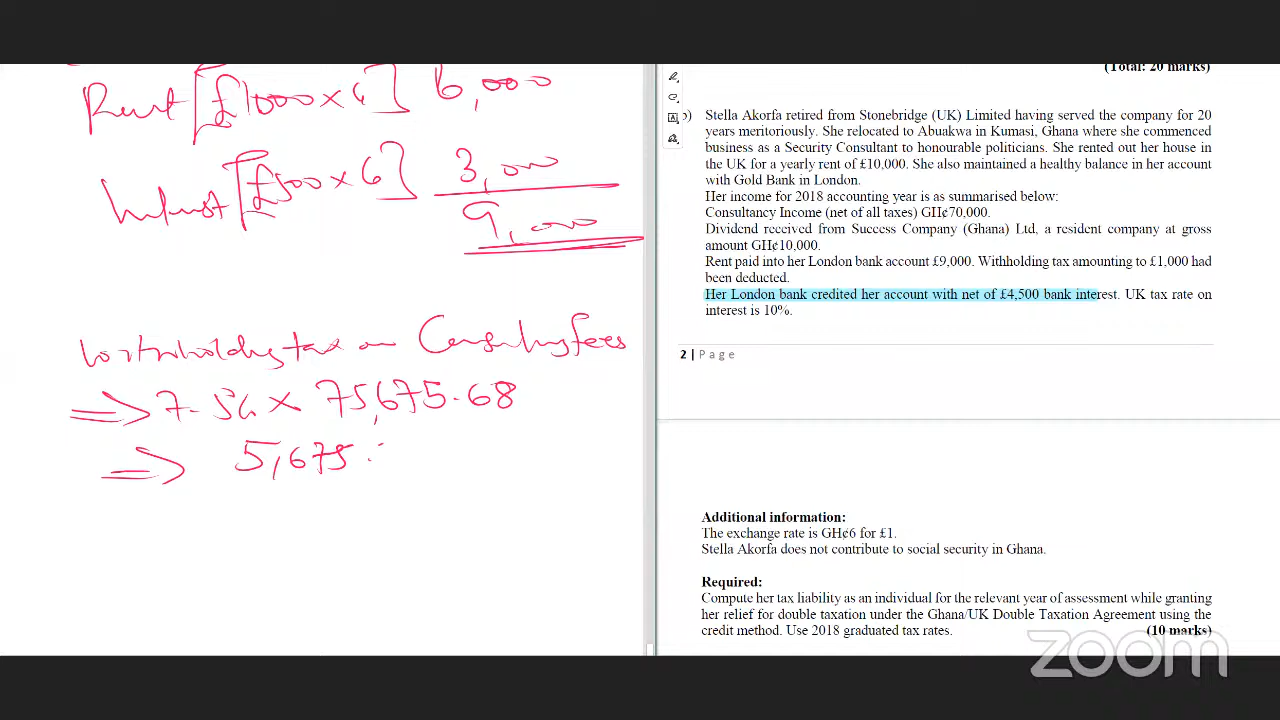 Rent [£1000 x 6] 6,000
Interest [£500 x 6] 3,000
9,000
Withholding tax on Consultancy fees
=> 7.5% x 75,675.68
=> 5,675.
(Total: 20 marks)
b) Stella Akorfa retired from Stonebridge (UK) Limited having served the company for 20
years meritoriously. She relocated to Abuakwa in Kumasi, Ghana where she commenced
business as a Security Consultant to honourable politicians. She rented out her house in
the UK for a yearly rent of £10,000. She also maintained a healthy balance in her account
with Gold Bank in London.
Her income for 2018 accounting year is as summarised below:
Consultancy Income (net of all taxes) GH¢70,000.
Dividend received from Success Company (Ghana) Ltd, a resident company at gross
amount GH¢10,000.
Rent paid into her London bank account £9,000. Withholding tax amounting to £1,000 had
been deducted.
Her London bank credited her account with net of £4,500 bank interest. UK tax rate on
interest is 10%.
2 | Page
Additional information:
The exchange rate is GH¢6 for £1.
Stella Akorfa does not contribute to social security in Ghana.
Required:
Compute her tax liability as an individual for the relevant year of assessment while granting
her relief for double taxation under the Ghana/UK Double Taxation Agreement using the
credit method. Use 2018 graduated tax rates. (10 marks)
zoom